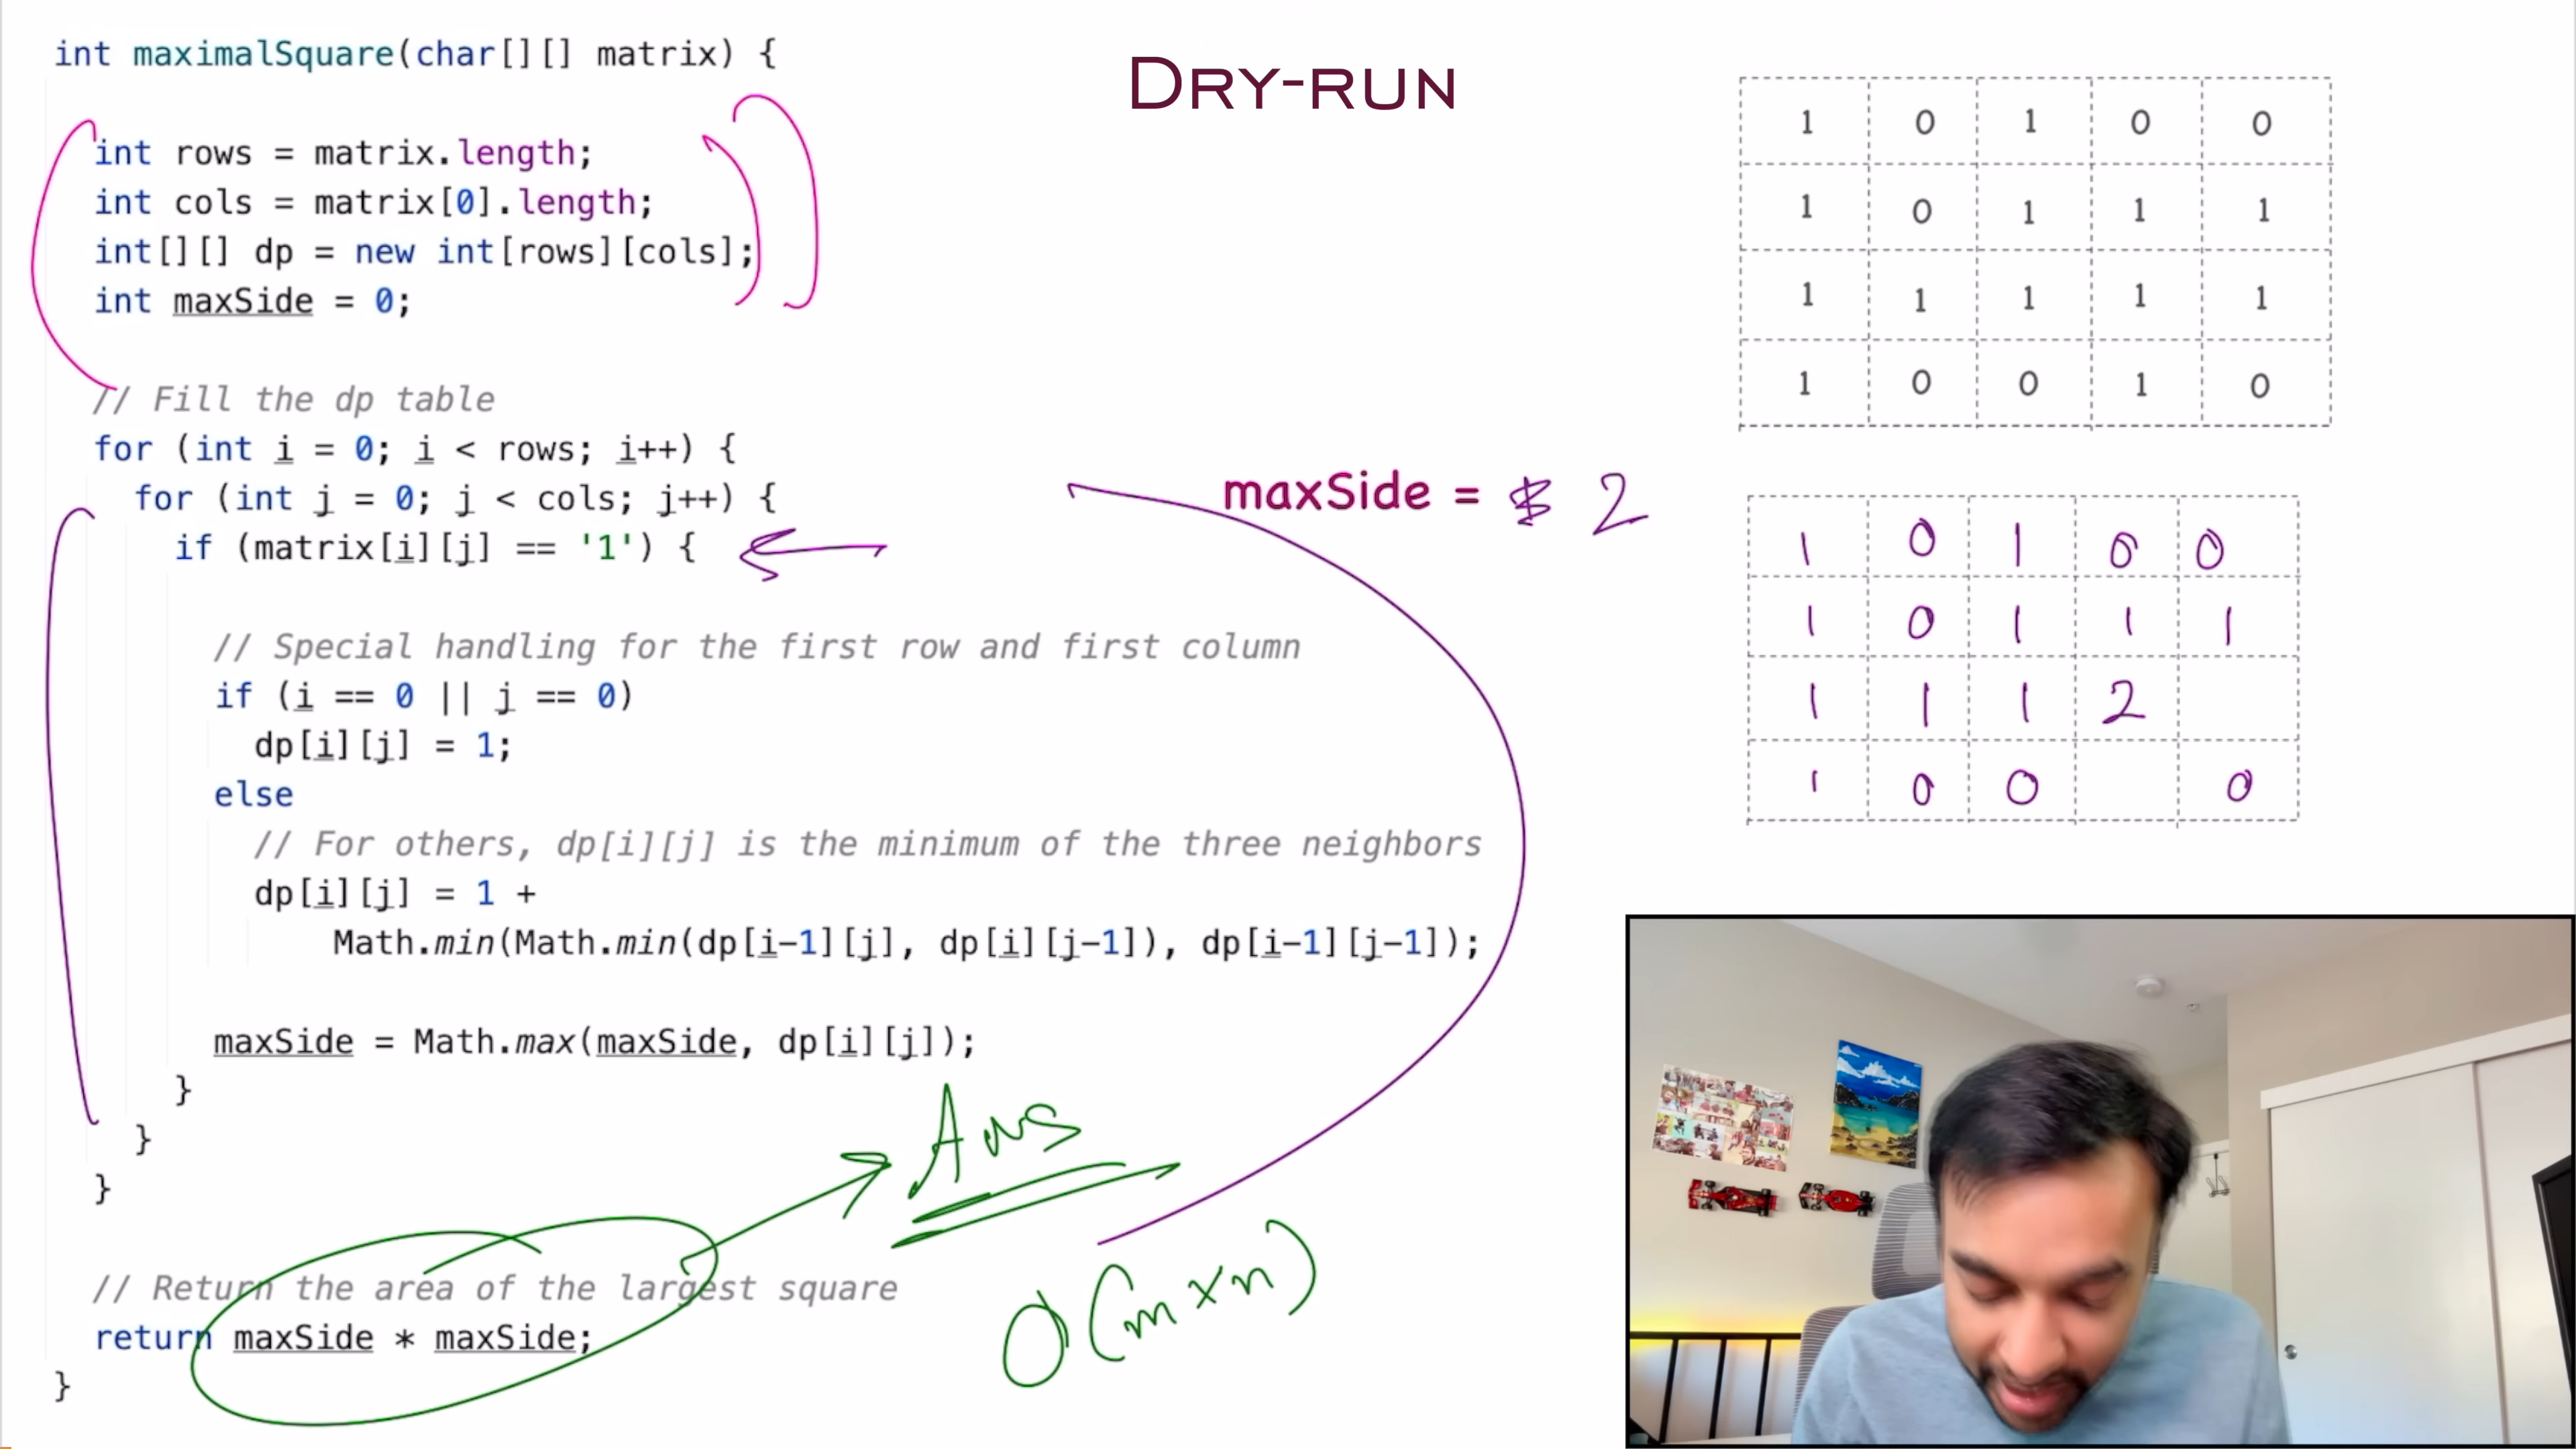 int maximalSquare(char[][] matrix) {
int rows = matrix.length;
int cols = matrix[0].length;
int[][] dp = new int[rows][cols];
int maxSide = 0;
// Fill the dp table
for (int i = 0; i < rows; i++) {
for (int j = 0; j < cols; j++) {
if (matrix[i][j] == '1') {
// Special handling for the first row and first column
if (i == 0 || j == 0)
dp[i][j] = 1;
else
// For others, dp[i][j] is the minimum of the three neighbors
dp[i][j] = 1 +
Math.min(Math.min(dp[i-1][j], dp[i][j-1]), dp[i-1][j-1]);
maxSide = Math.max(maxSide, dp[i][j]);
}
}
}
// Return the area of the largest square
return maxSide * maxSide;
}
Ans
O(m×n)
DRY-RUN
maxSide = 2
1 0 1 0 0
1 0 1 1 1
1 1 1 1 1
1 0 0 1 0
1 0 1 0 0
1 0 1 1 1
1 1 1 2
1 0 0 0